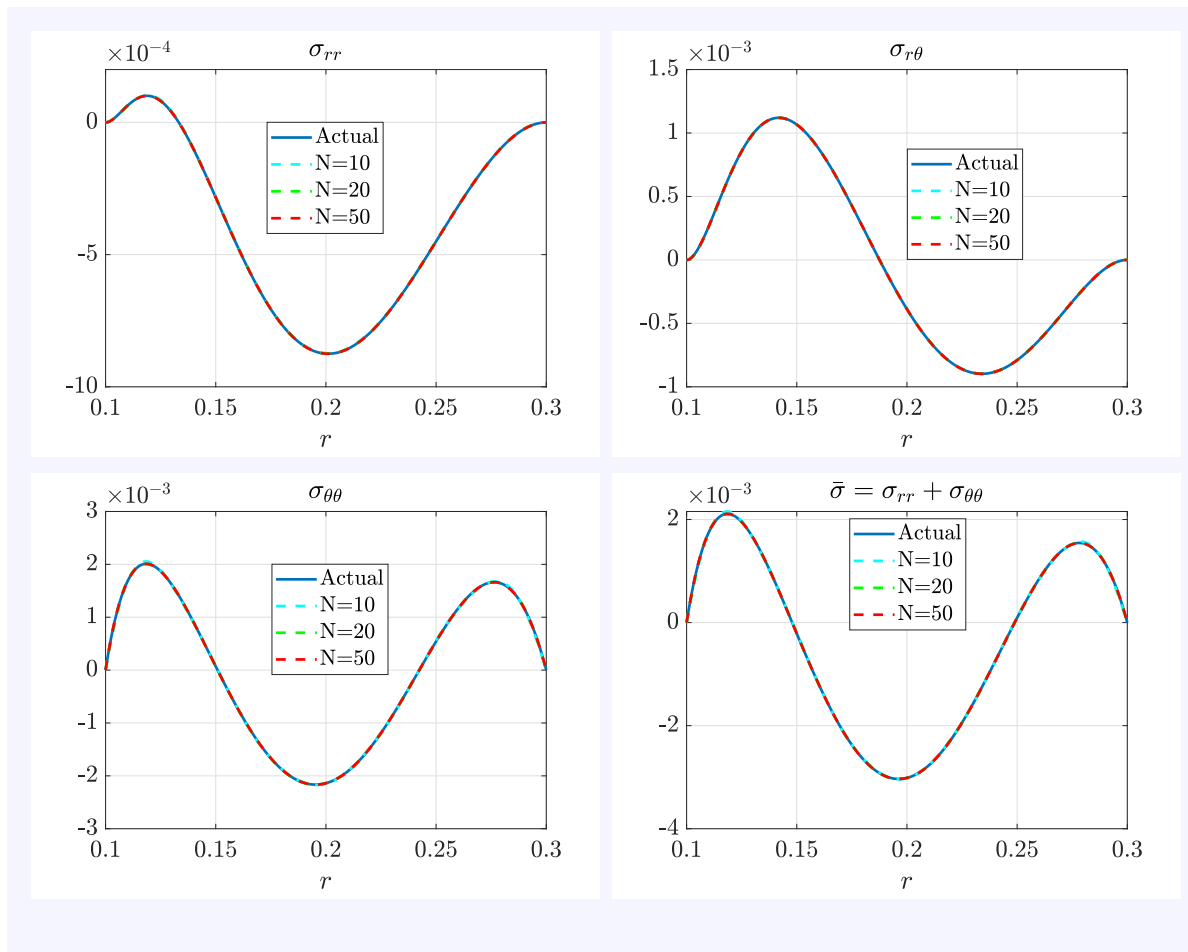 ×10⁻⁴
σ_rr
0
-5
-10
0.1 0.15 0.2 0.25 0.3
r
Actual
N=10
N=20
N=50
×10⁻³
σ_rθ
1.5
1
0.5
0
-0.5
-1
0.1 0.15 0.2 0.25 0.3
r
Actual
N=10
N=20
N=50
×10⁻³
σ_θθ
3
2
1
0
-1
-2
-3
0.1 0.15 0.2 0.25 0.3
r
Actual
N=10
N=20
N=50
×10⁻³
σ̄ = σ_rr + σ_θθ
2
0
-2
-4
0.1 0.15 0.2 0.25 0.3
r
Actual
N=10
N=20
N=50